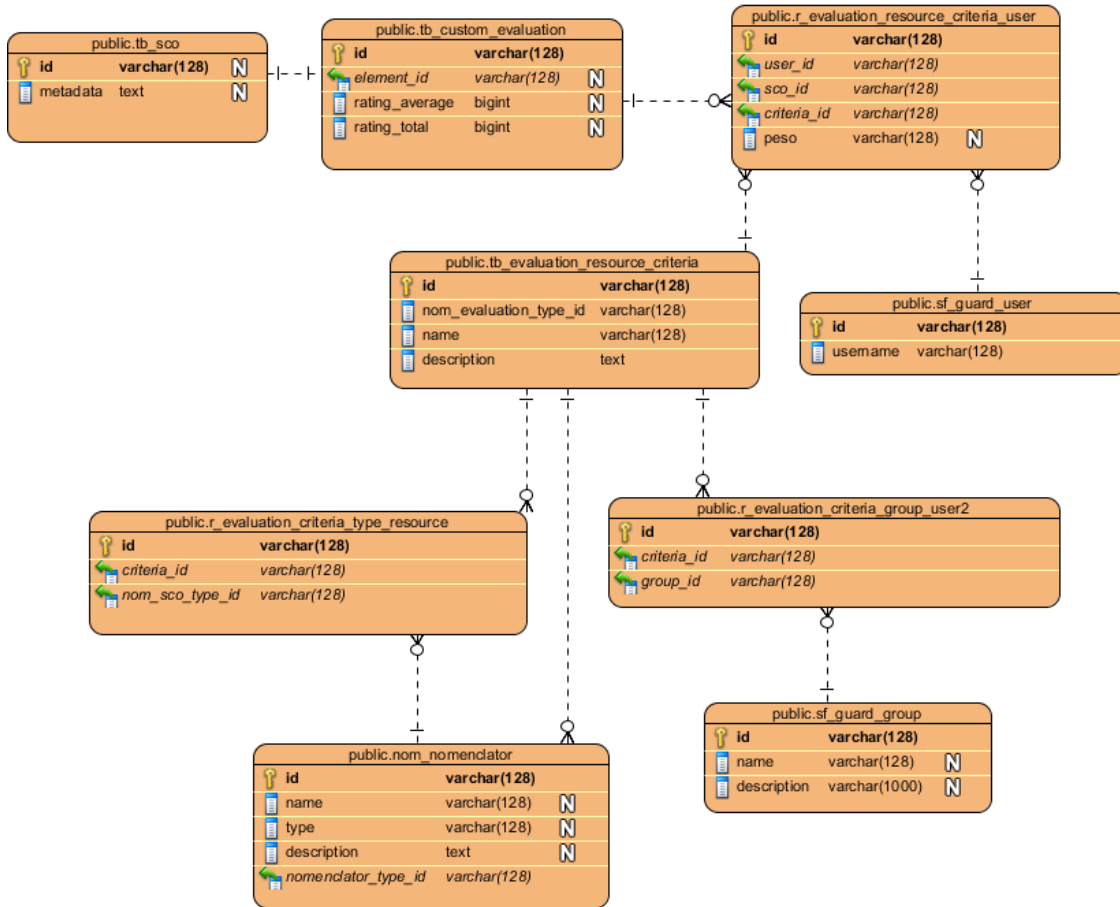 public.tb_sco
id varchar(128) N
metadata text N
public.tb_custom_evaluation
id varchar(128)
element_id varchar(128) N
rating_average bigint N
rating_total bigint N
public.r_evaluation_resource_criteria_user
id varchar(128)
user_id varchar(128)
sco_id varchar(128)
criteria_id varchar(128)
peso varchar(128) N
public.tb_evaluation_resource_criteria
id varchar(128)
nom_evaluation_type_id varchar(128)
name varchar(128)
description text
public.sf_guard_user
id varchar(128)
username varchar(128)
public.r_evaluation_criteria_type_resource
id varchar(128)
criteria_id varchar(128)
nom_sco_type_id varchar(128)
public.r_evaluation_criteria_group_user2
id varchar(128)
criteria_id varchar(128)
group_id varchar(128)
public.nom_nomenclator
id varchar(128)
name varchar(128) N
type varchar(128) N
description text N
nomenclator_type_id varchar(128)
public.sf_guard_group
id varchar(128)
name varchar(128) N
description varchar(1000) N